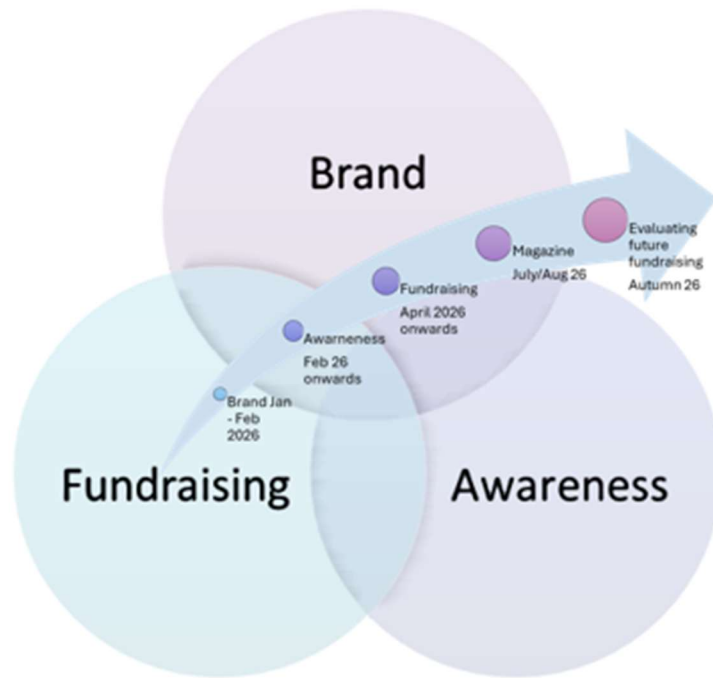 Brand
Evaluating
future
fundraising
Autumn 26
Magazine
July/Aug 26
Fundraising
April 2026
onwards
Awarneness
Feb 26
onwards
Brand Jan
- Feb
2026
Fundraising
Awareness